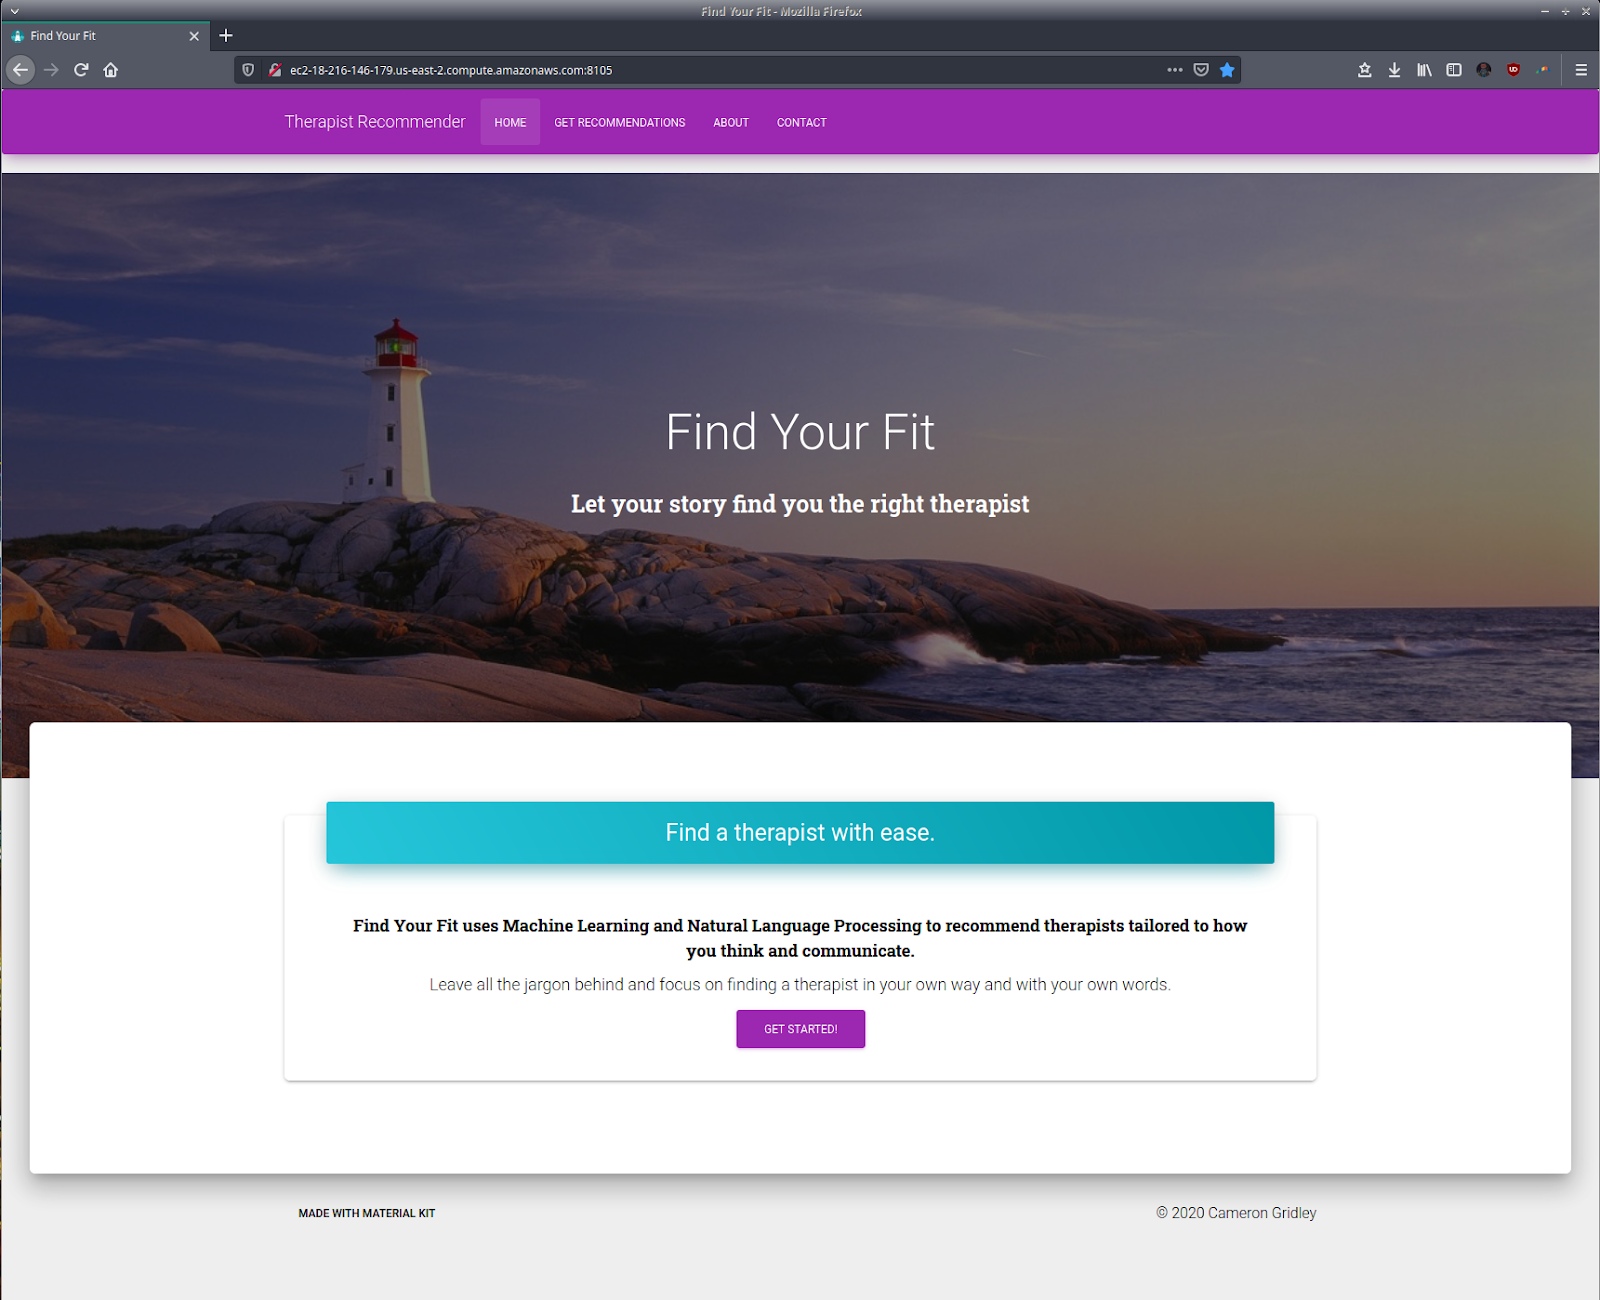 Find Your Fit - Mozilla Firefox
Find Your Fit
ec2-18-216-146-179.us-east-2.compute.amazonaws.com:8105
Therapist Recommender HOME GET RECOMMENDATIONS ABOUT CONTACT
Find Your Fit
Let your story find you the right therapist
Find a therapist with ease.
Find Your Fit uses Machine Learning and Natural Language Processing to recommend therapists tailored to how
you think and communicate.
Leave all the jargon behind and focus on finding a therapist in your own way and with your own words.
GET STARTED!
MADE WITH MATERIAL KIT
© 2020 Cameron Gridley